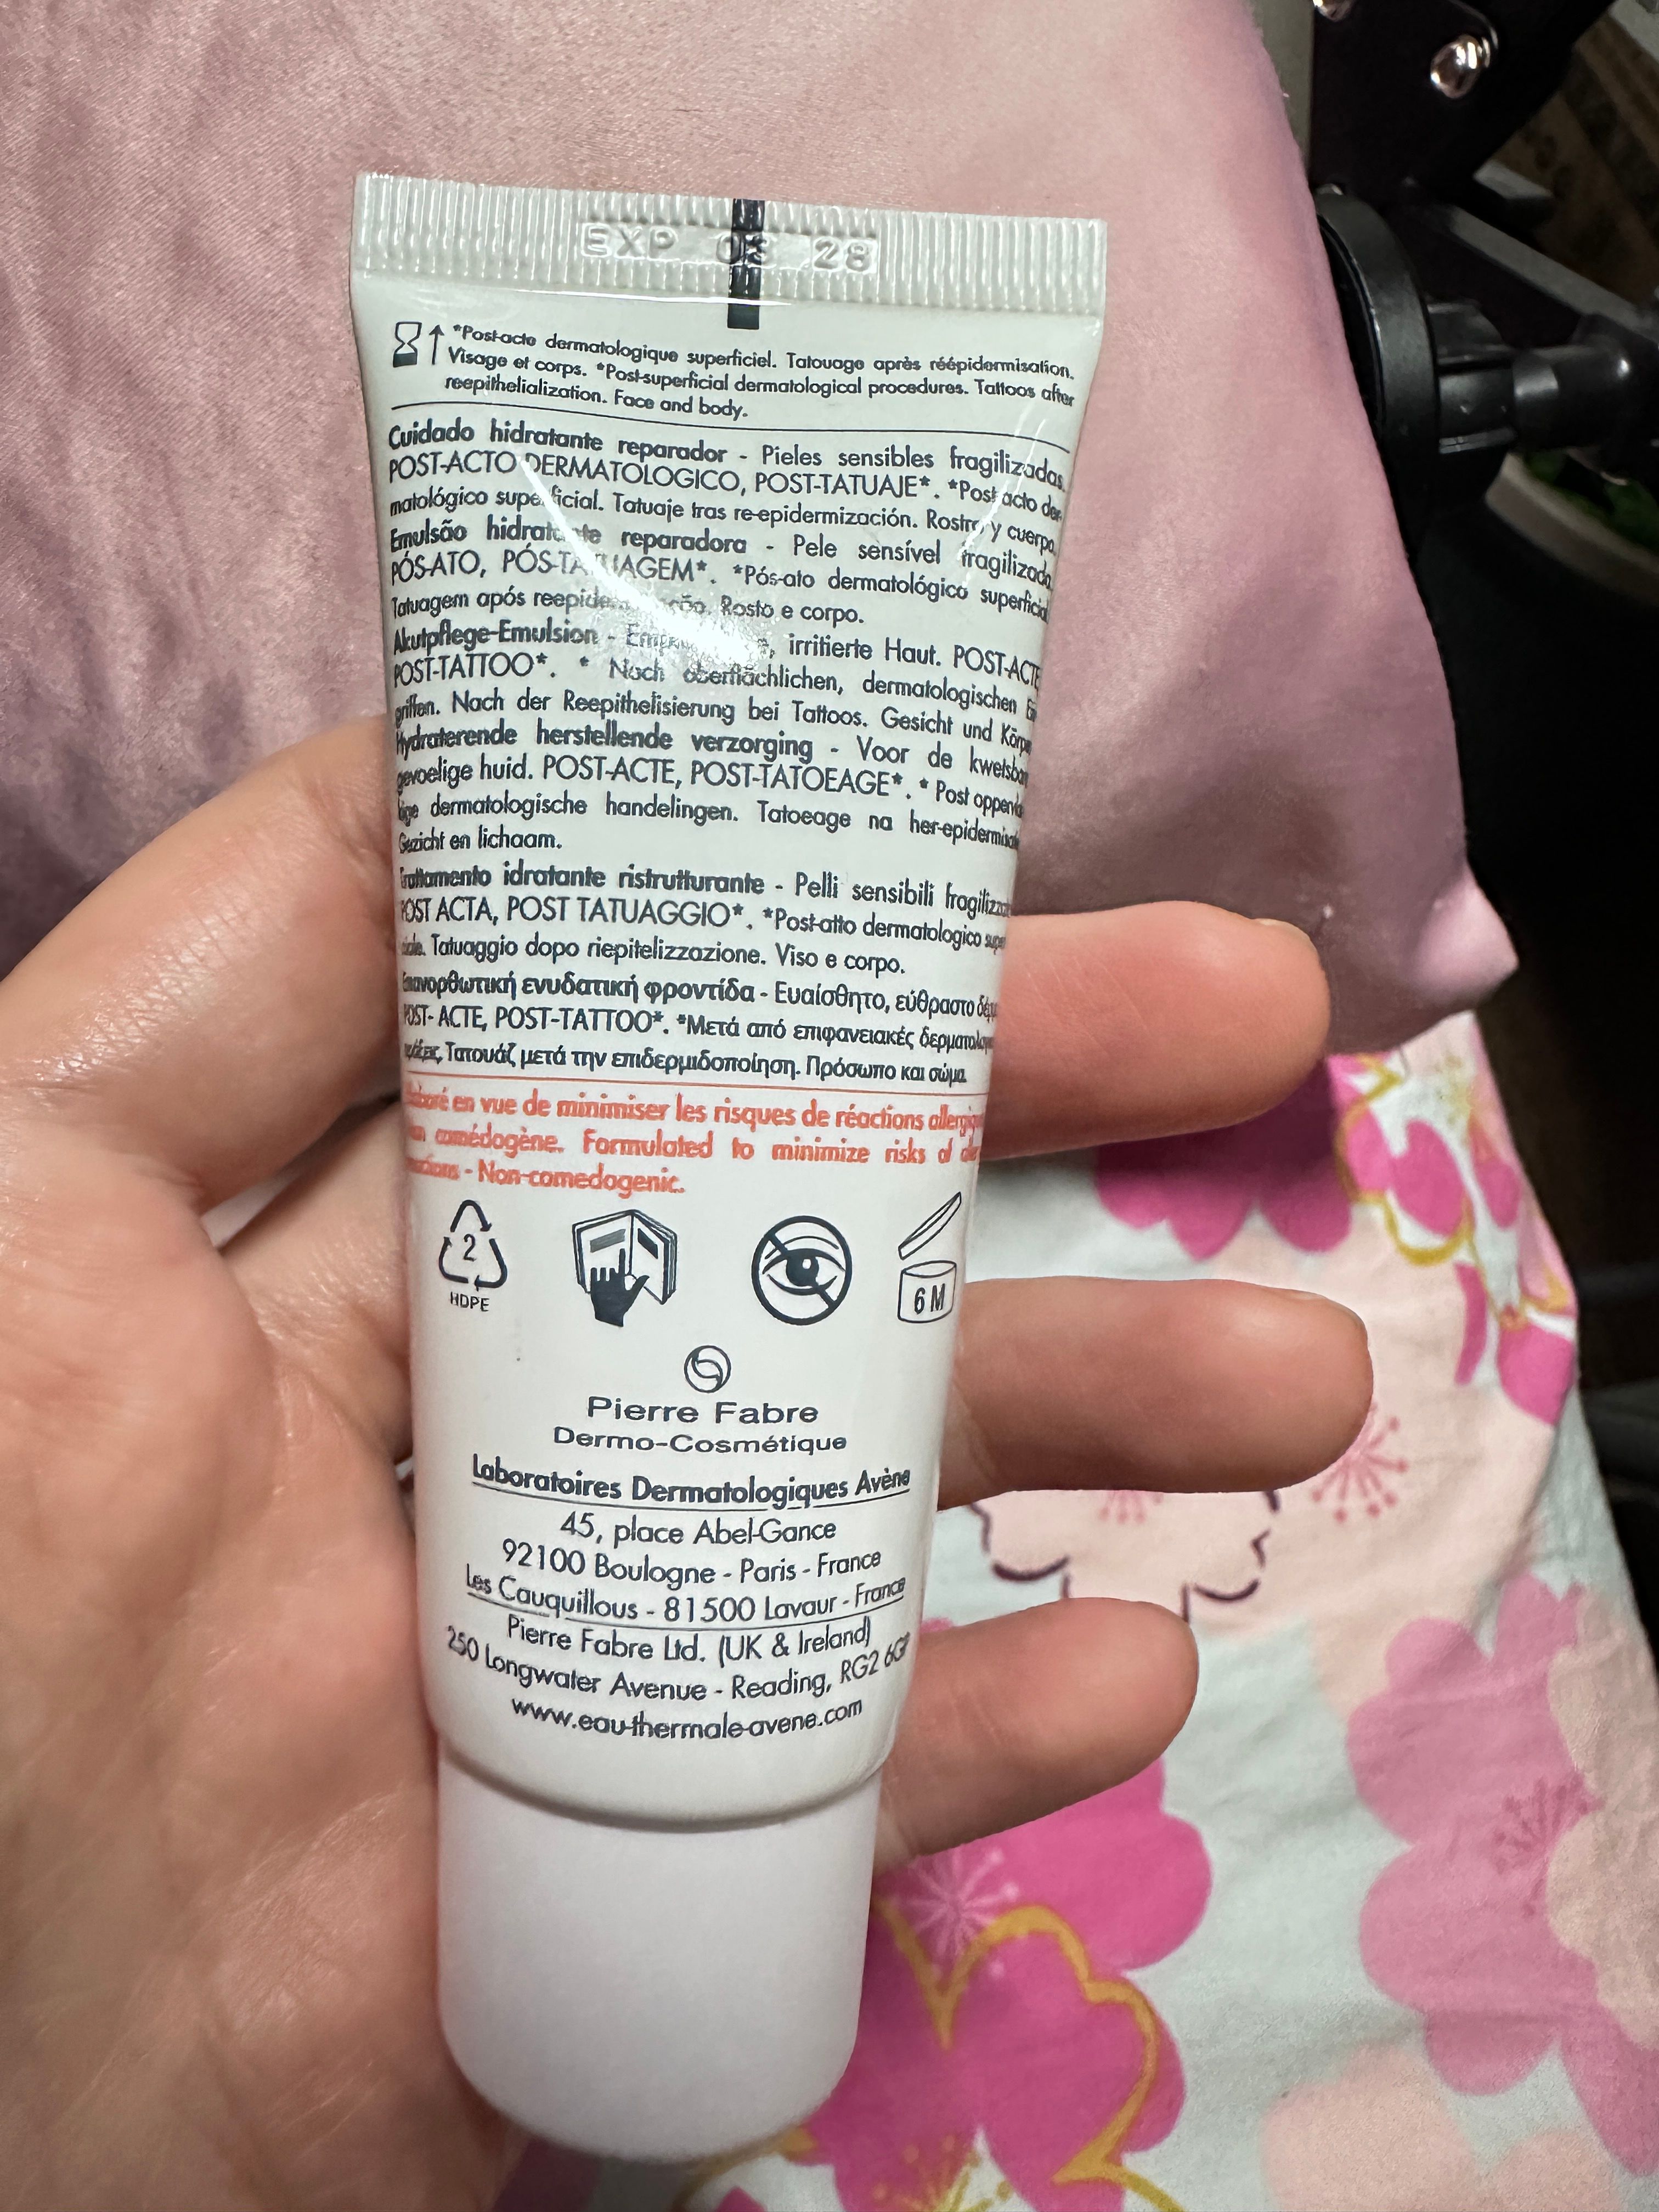 EXP 28
*Post-acte dermatologique superficiel. Tatouage après réépidermisation.
Visage et corps. *Post-superficial dermatological procedures. Tattoos after
reepithelialization. Face and body.
Cuidado hidratante reparador - Pieles sensibles fragilizadas.
POST-ACTO DERMATOLOGICO, POST-TATUAJE*. *Post acto der-
matológico superficial. Tatuaje tras re-epidermización. Rostro y cuerpo.
Emulsão hidratante reparadora - Pele sensível fragilizada.
PÓS-ATO, PÓS-TATUAGEM*. *Pós-ato dermatológico superficial.
Tatuagem após Rosto e corpo.
Akutpflege-Emulsion - irritierte Haut. POST-ACTE,
POST-TATTOO*. * Nach oberflächlichen, dermatologischen
griffen. Nach der Reepithelisierung bei Tattoos. Gesicht und
Hydraterende herstellende verzorging - Voor de
gevoelige huid. POST-ACTE, POST-TATOEAGE*. * Post
dermatologische handelingen. Tatoeage na
Gezicht en lichaam.
Trattamento idratante ristrutturante - Pelli sensibili
POST ACTA, POST TATUAGGIO*. *Post-atto dermatologico
Tatuaggio dopo riepitelizzazione. Viso e corpo.
Επανορθωτική ενυδατική φροντίδα - Ευαίσθητο, εύθραστο
POST- ACTE, POST-TATTOO*. *Μετά από επιφανειακές
Τατουάζ μετά την επιδερμιδοποίηση. Πρόσωπο και σώμα.
en vue de minimiser les risques de réactions
comédogène. Formulated to minimize risks of
- Non-comedogenic.
2
HDPE
6 M
Pierre Fabre
Dermo-Cosmétique
Laboratoires Dermatologiques Avène
45, place Abel-Gance
92100 Boulogne - Paris - France
Les Cauquillous - 81500 Lavaur - France
Pierre Fabre Ltd. (UK & Ireland)
250 Longwater Avenue - Reading, RG2
www.eau-thermale-avene.com